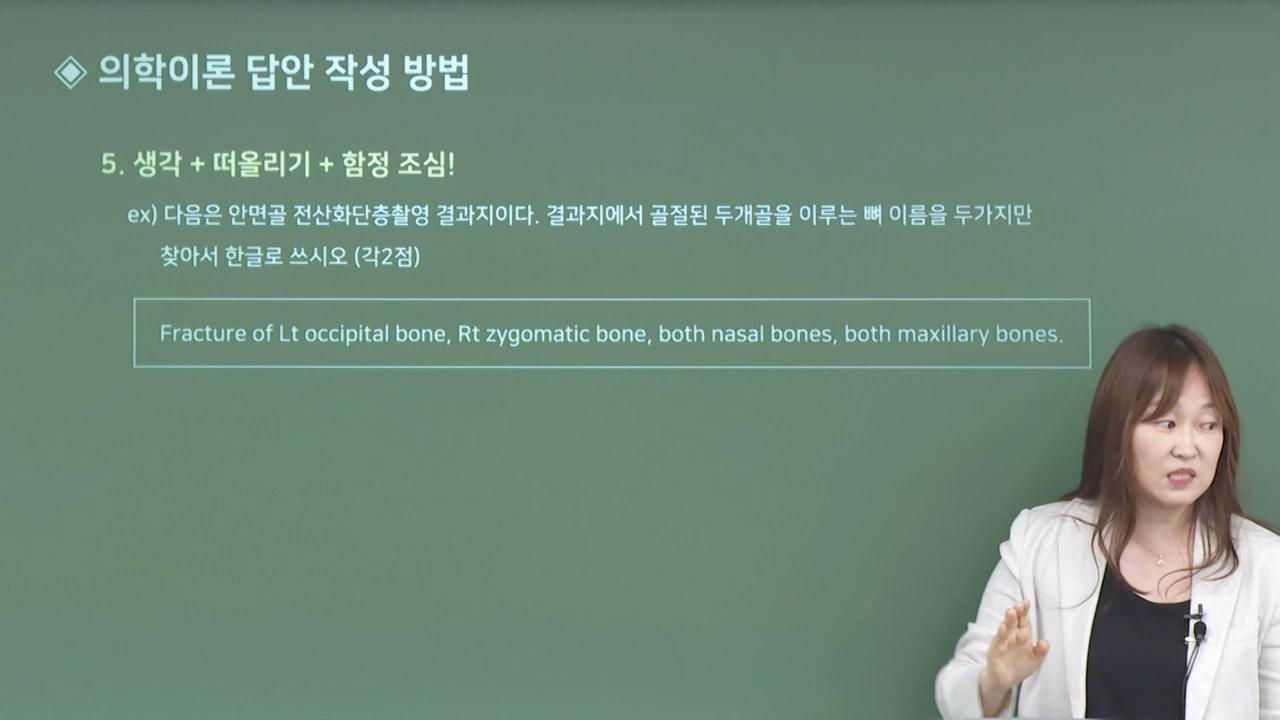 ◈ 의학이론 답안 작성 방법
5. 생각 + 떠올리기 + 함정 조심!
ex) 다음은 안면골 전산화단층촬영 결과지이다. 결과지에서 골절된 두개골을 이루는 뼈 이름을 두가지만
찾아서 한글로 쓰시오 (각2점)
Fracture of Lt occipital bone, Rt zygomatic bone, both nasal bones, both maxillary bones.